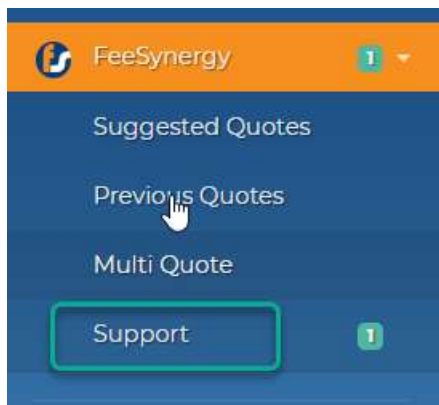 FeeSynergy 1
Suggested Quotes
Previous Quotes
Multi Quote
Support 1